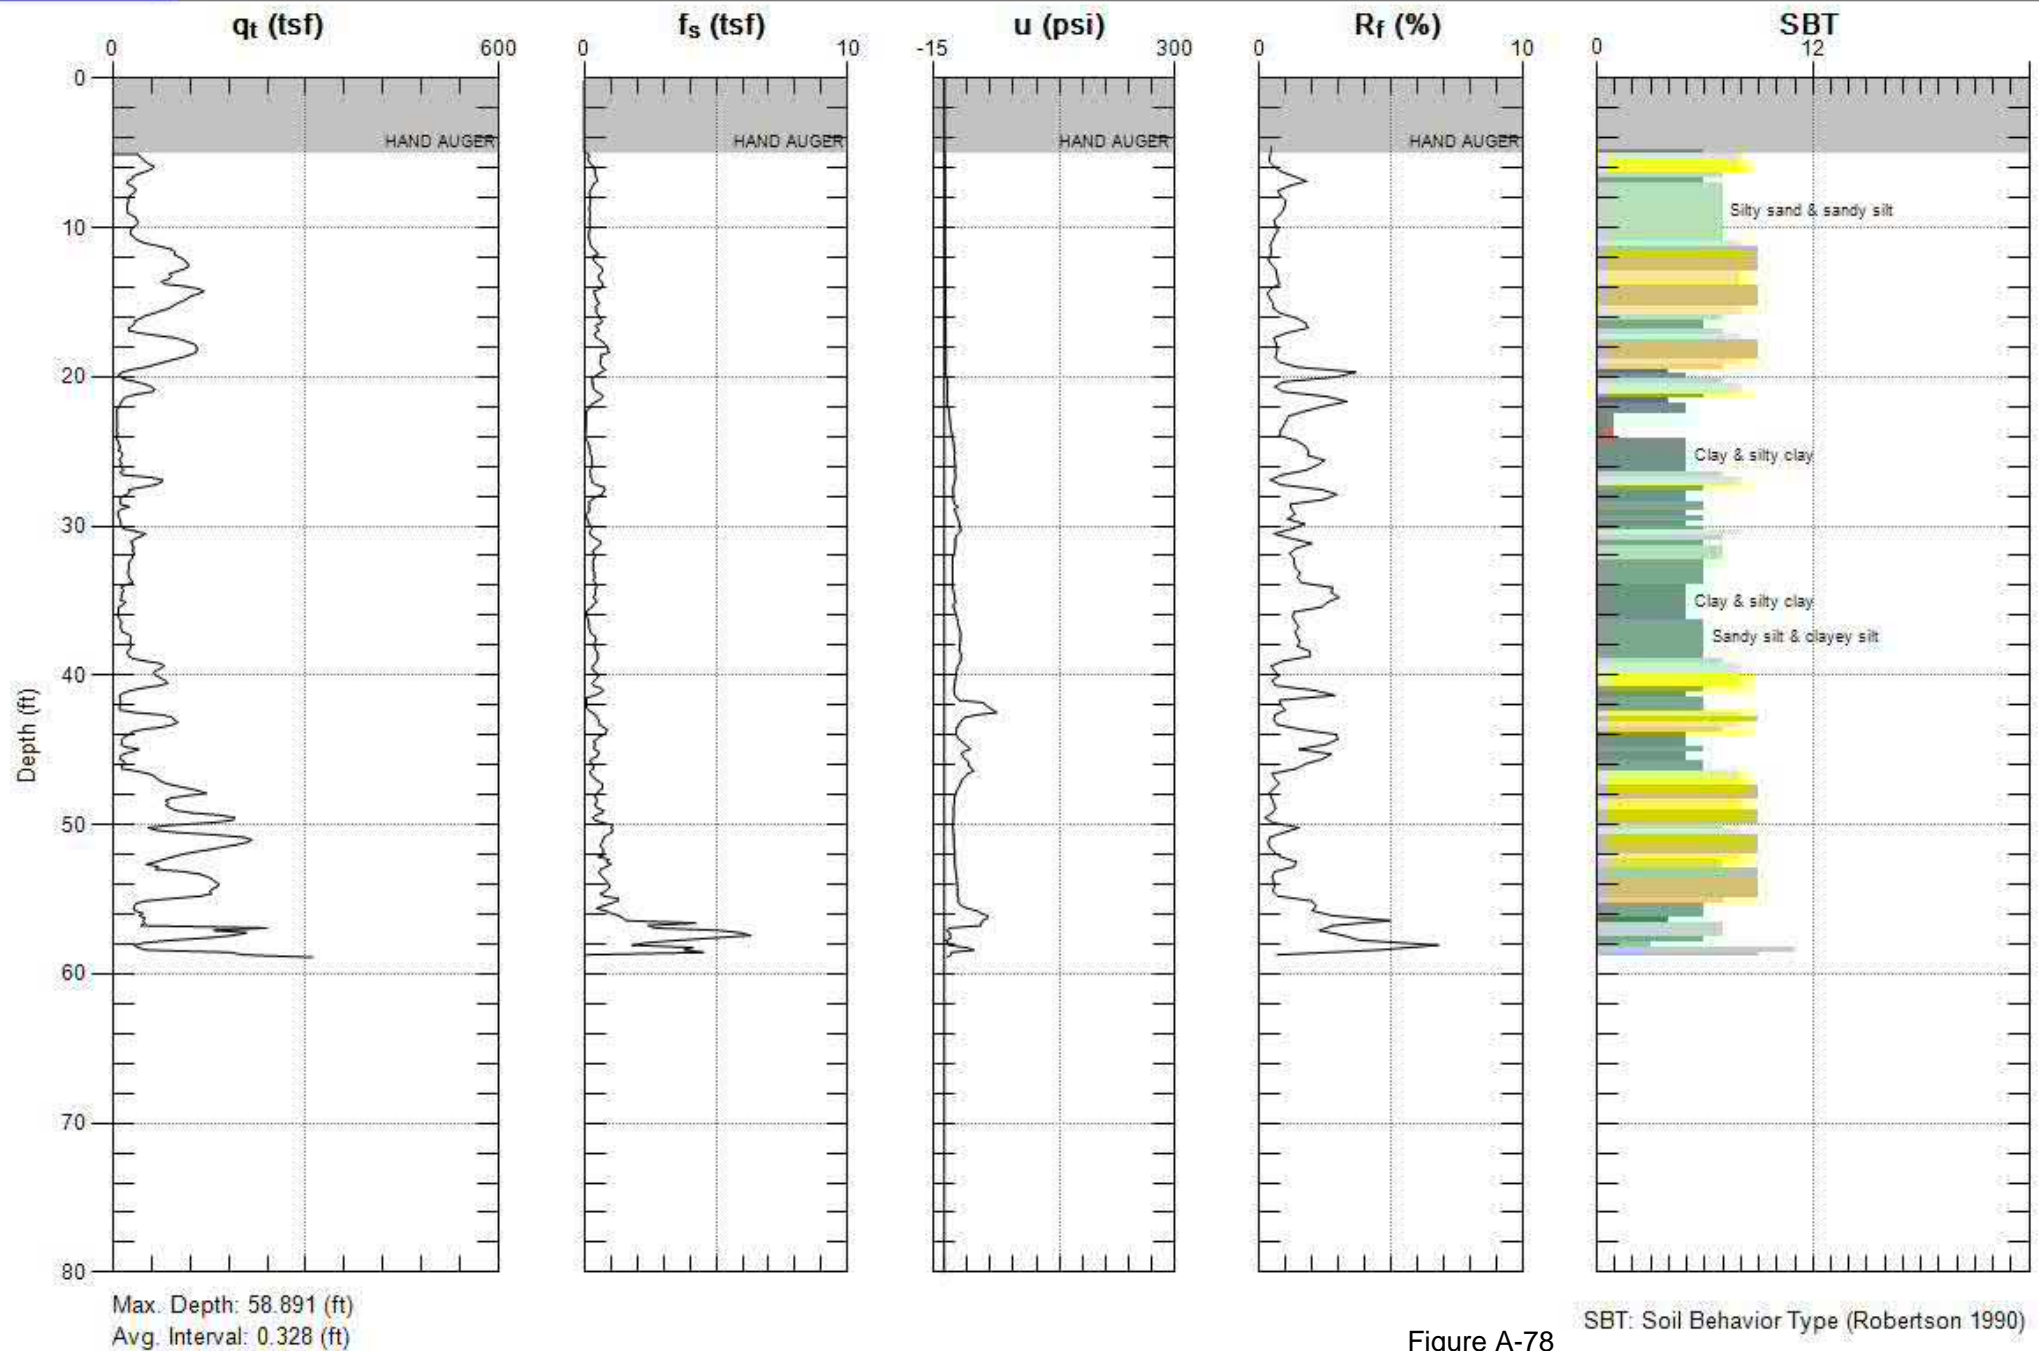 qt (tsf) fs (tsf) u (psi) Rf (%) SBT
0 600 0 10 -15 300 0 10 0 12
0
HAND AUGER HAND AUGER HAND AUGER HAND AUGER
Silty sand & sandy silt
10
20
Clay & silty clay
30
Clay & silty clay
Sandy silt & clayey silt
40
Depth (ft)
50
60
70
80
Max. Depth: 58.891 (ft)
Avg. Interval: 0.328 (ft)
SBT: Soil Behavior Type (Robertson 1990)
Figure A-78